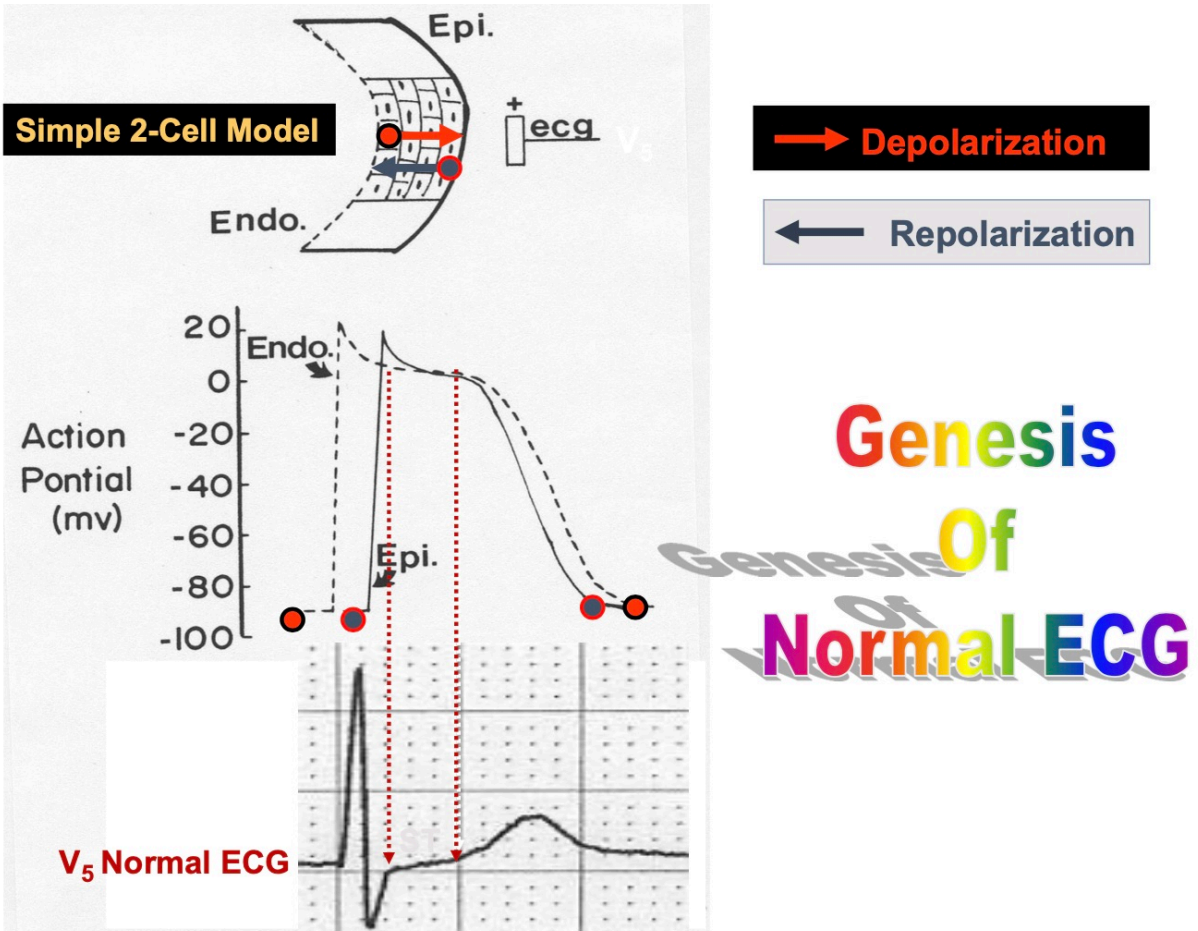 Epi.
Simple 2-Cell Model
+
ecg
V5
Endo.
Depolarization
Repolarization
20
Endo.
0
Action
Pontial
(mv)
-20
-40
-60
Epi.
-80
-100
Genesis
Of
Normal ECG
ST
V5 Normal ECG